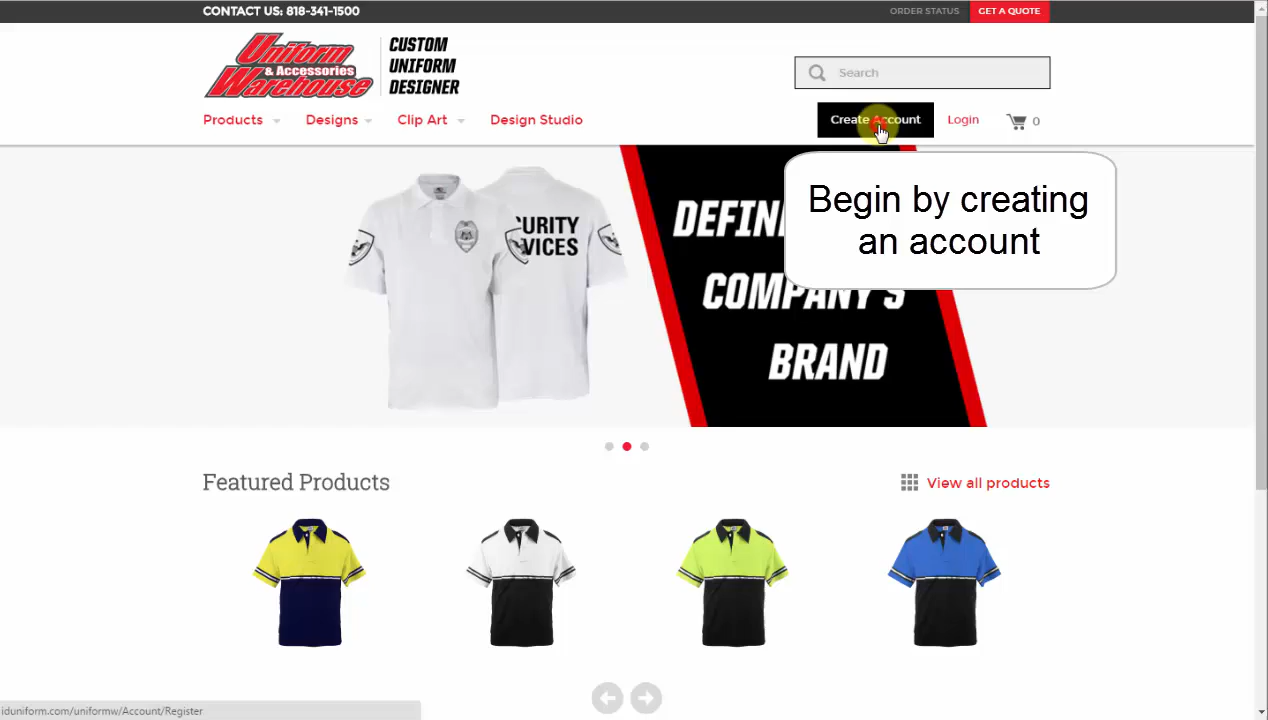 CONTACT US: 818-341-1500
ORDER STATUS
GET A QUOTE
Uniform
& Accessories
Warehouse
CUSTOM
UNIFORM
DESIGNER
Search
Products
Designs
Clip Art
Design Studio
Create Account
Login
0
Begin by creating
an account
URITY
VICES
DEFIN
COMPANY'S
BRAND
Featured Products
View all products
iduniform.com/uniformw/Account/Register